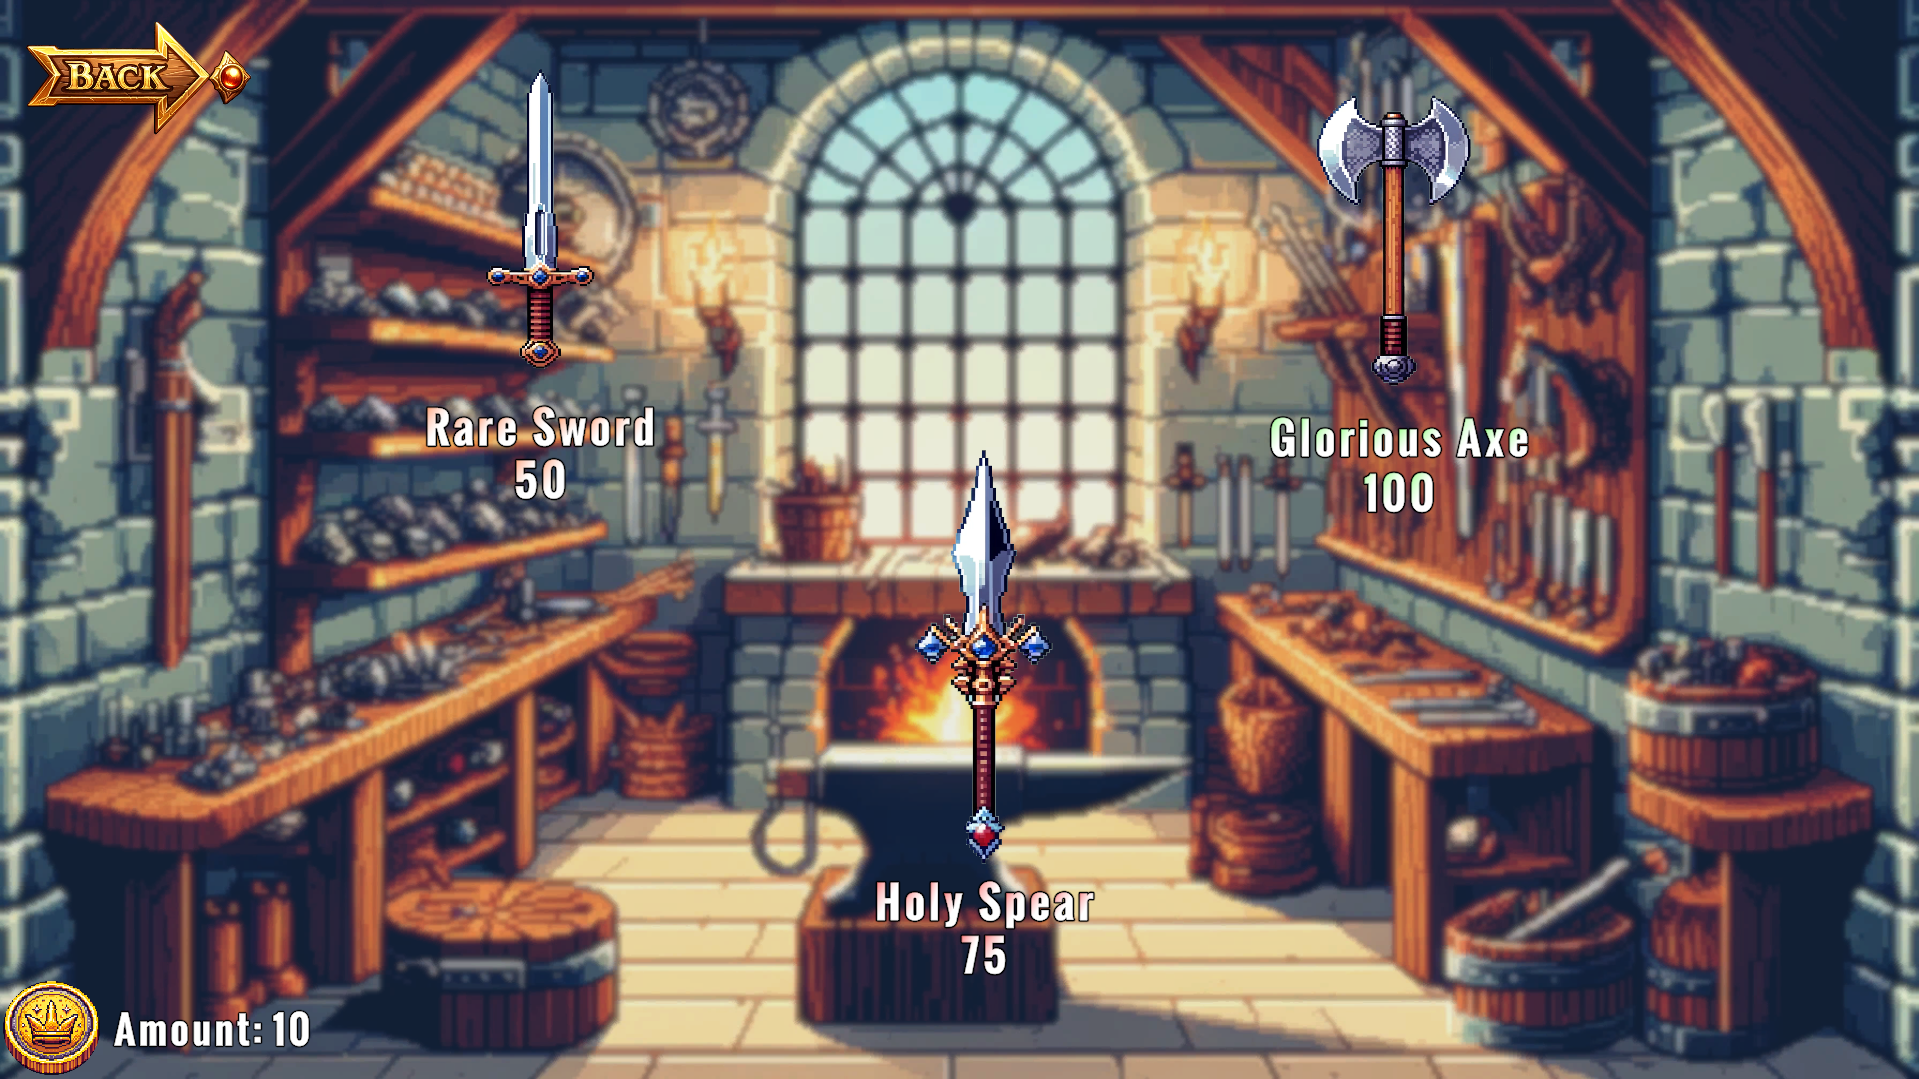 BACK
Rare Sword
50
Glorious Axe
100
Holy Spear
75
Amount: 10